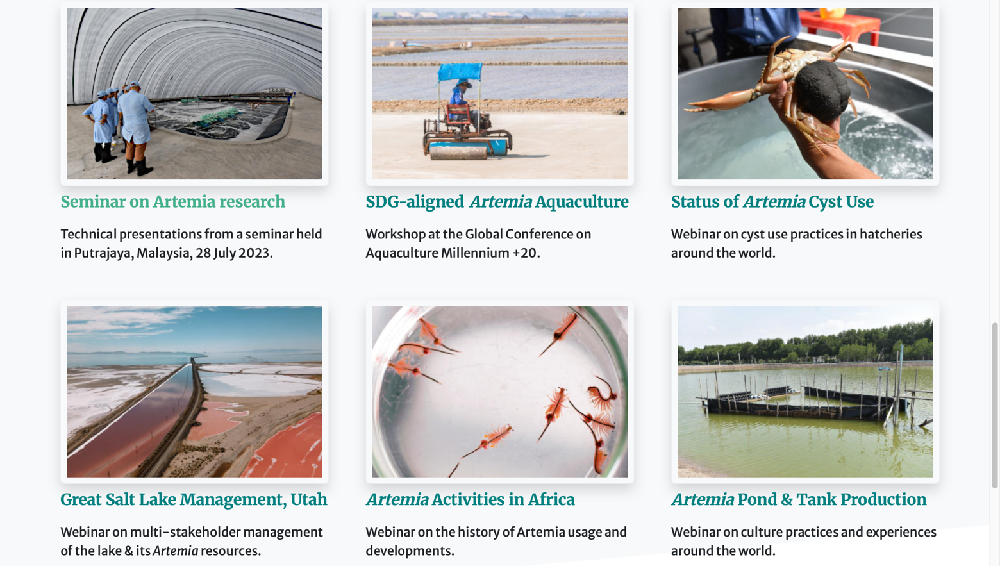 Seminar on Artemia research
Technical presentations from a seminar held
in Putrajaya, Malaysia, 28 July 2023.
SDG-aligned Artemia Aquaculture
Workshop at the Global Conference on
Aquaculture Millennium +20.
Status of Artemia Cyst Use
Webinar on cyst use practices in hatcheries
around the world.
Great Salt Lake Management, Utah
Webinar on multi-stakeholder management
of the lake & its Artemia resources.
Artemia Activities in Africa
Webinar on the history of Artemia usage and
developments.
Artemia Pond & Tank Production
Webinar on culture practices and experiences
around the world.